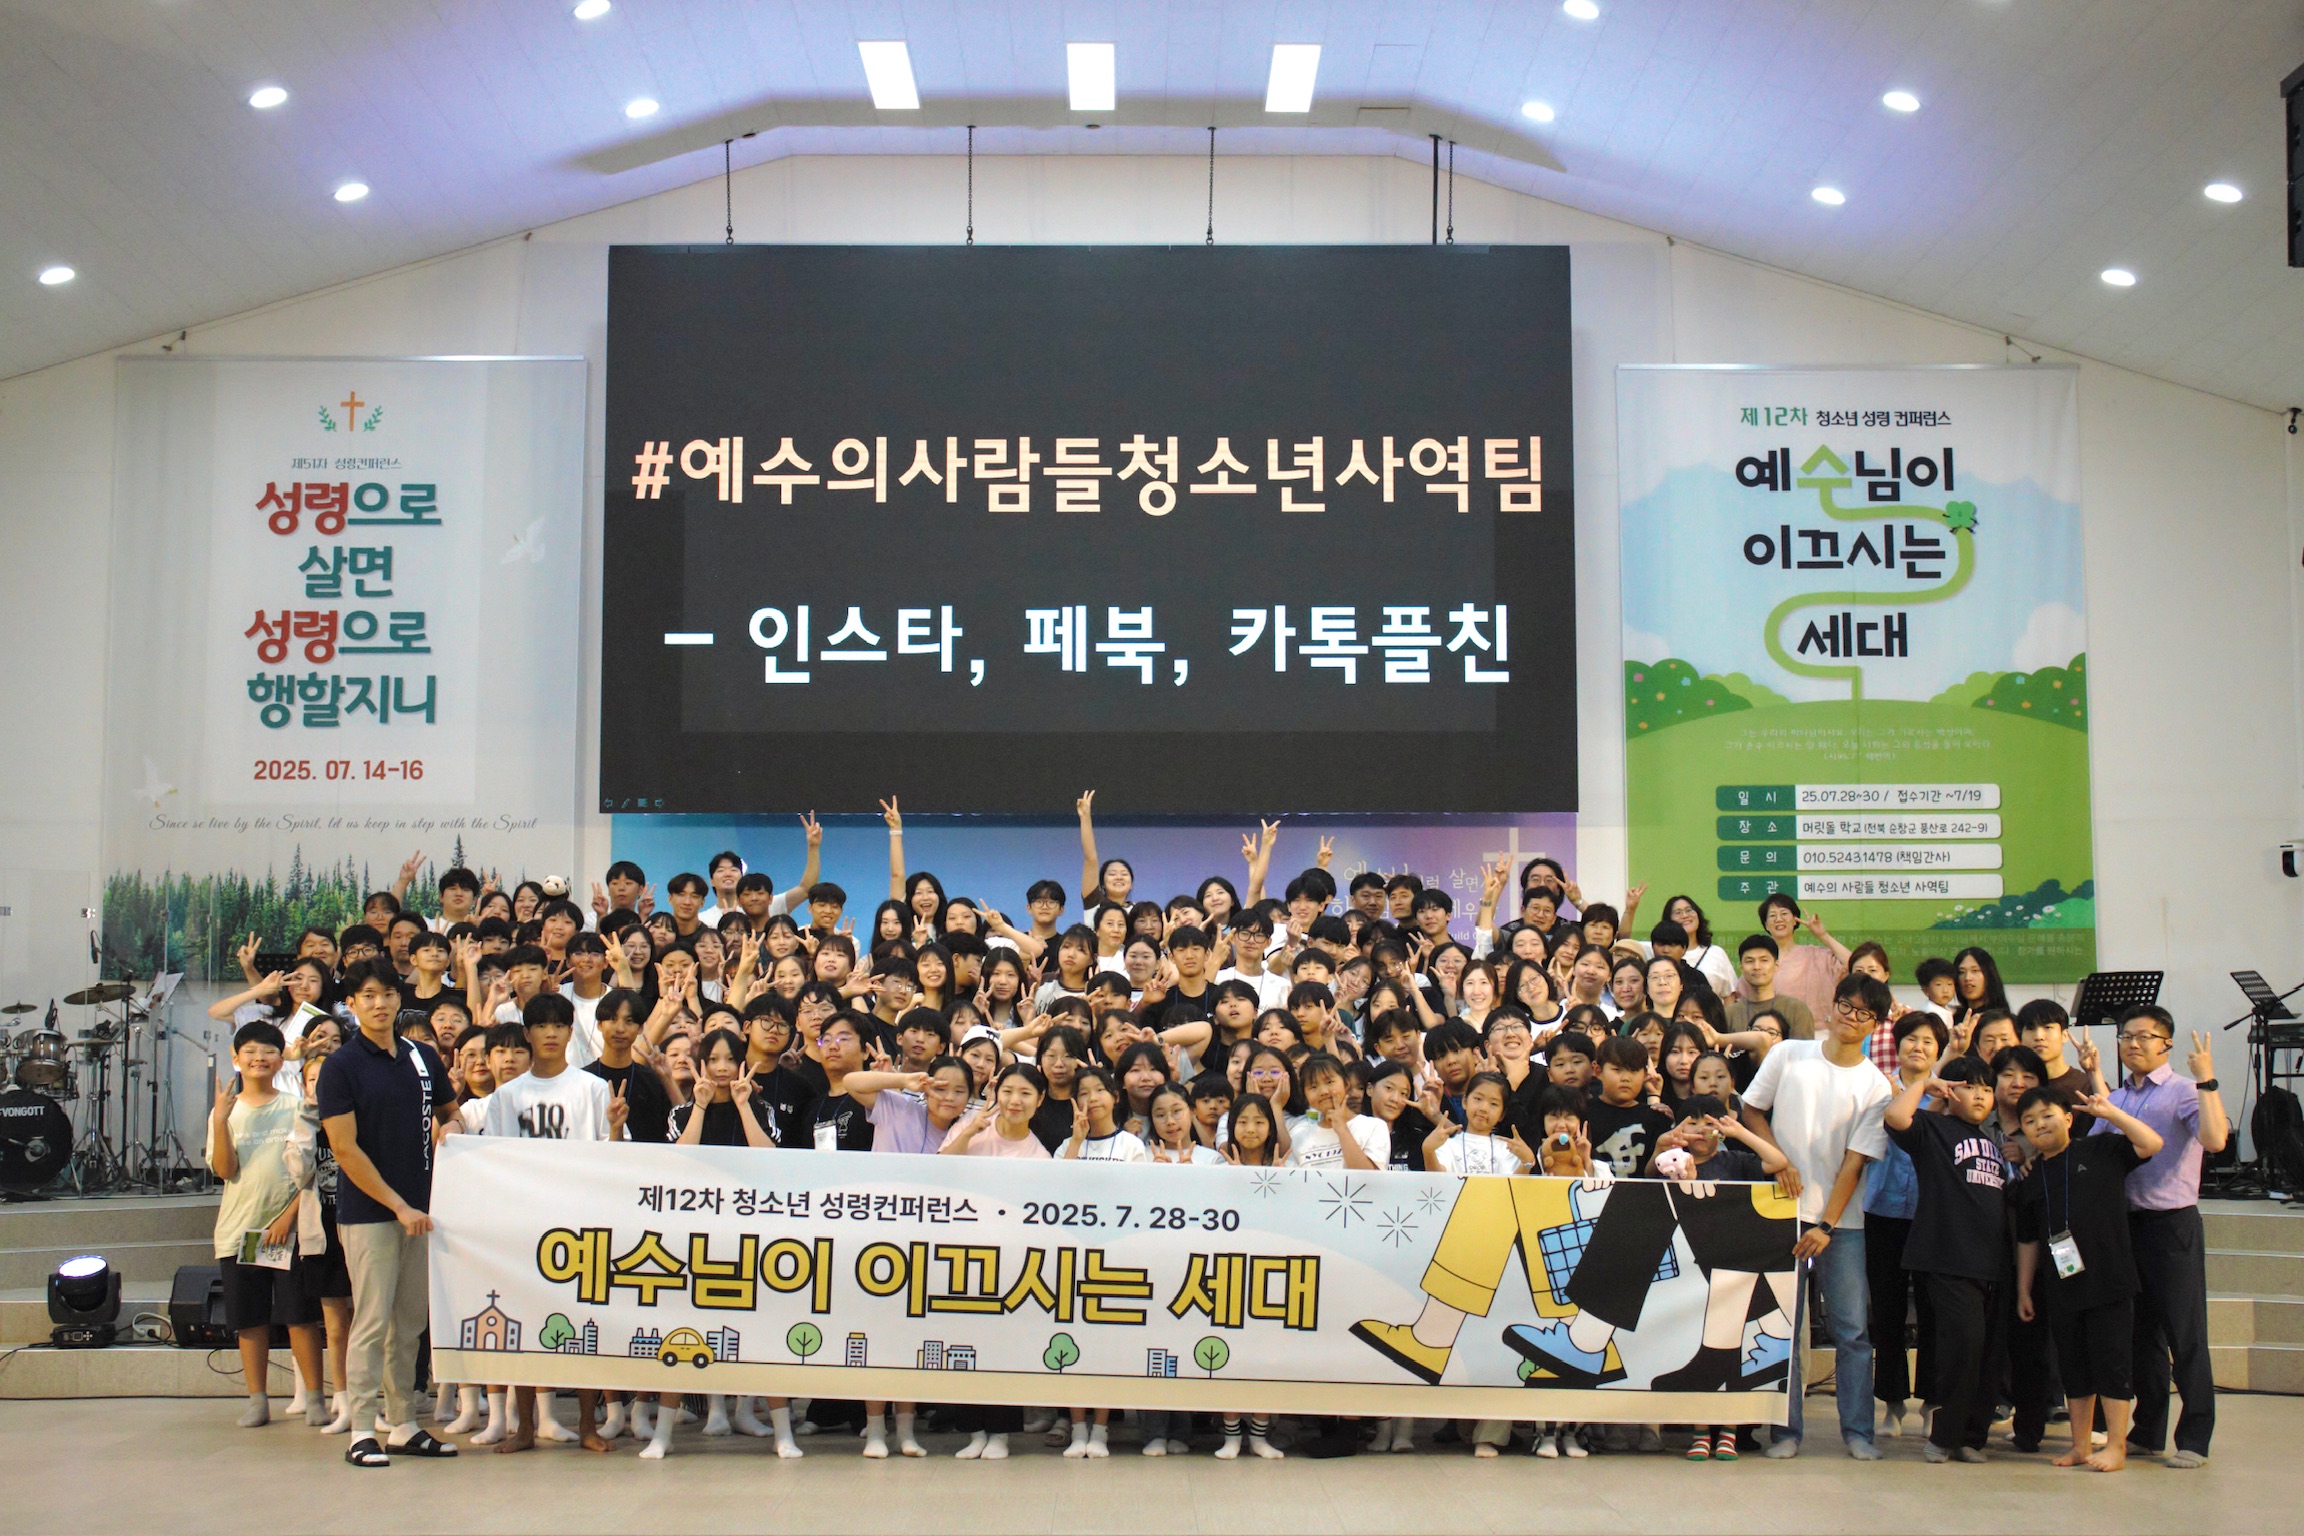 #예수의사람들청소년사역팀
- 인스타, 페북, 카톡플친
제51차 성령컨퍼런스
성령으로
살면
성령으로
행할지니
2025. 07. 14-16
Since we live by the Spirit, let us keep in step with the Spirit
제12차 청소년 성령 컨퍼런스
예수님이
이끄시는
세대
일 시 25.07.28-30 / 접수기간 ~7/19
장 소 머릿돌 학교 (전북 순창군 풍산로 242-9)
문 의 010.5243.1478 (책임간사)
주 관 예수의 사람들 청소년 사역팀
제12차 청소년 성령컨퍼런스 • 2025. 7. 28-30
예수님이 이끄시는 세대
LACOSTE
SAN DIEGO
STATE
UNIVERSITY
VONGOTT